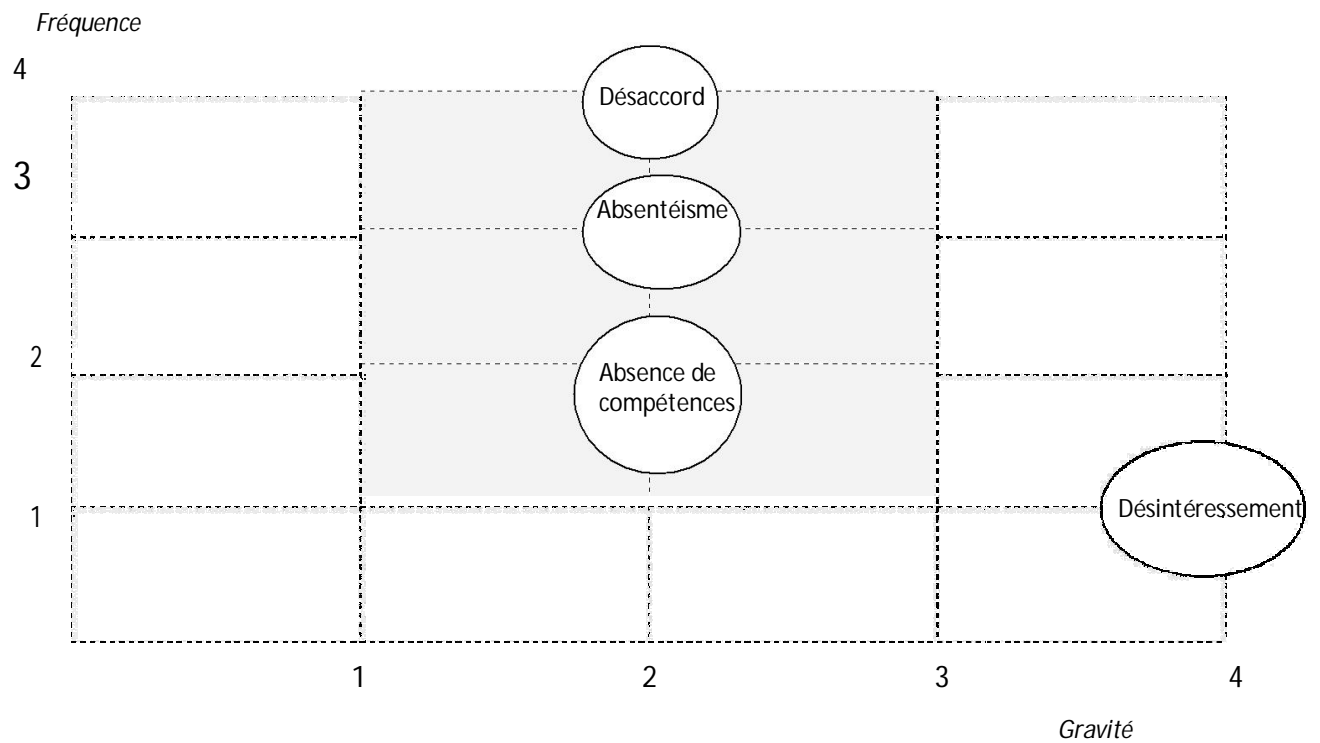 Fréquence
4
Désaccord
3
Absentéisme
2
Absence de
compétences
1
Désintéressement
1 2 3 4
Gravité